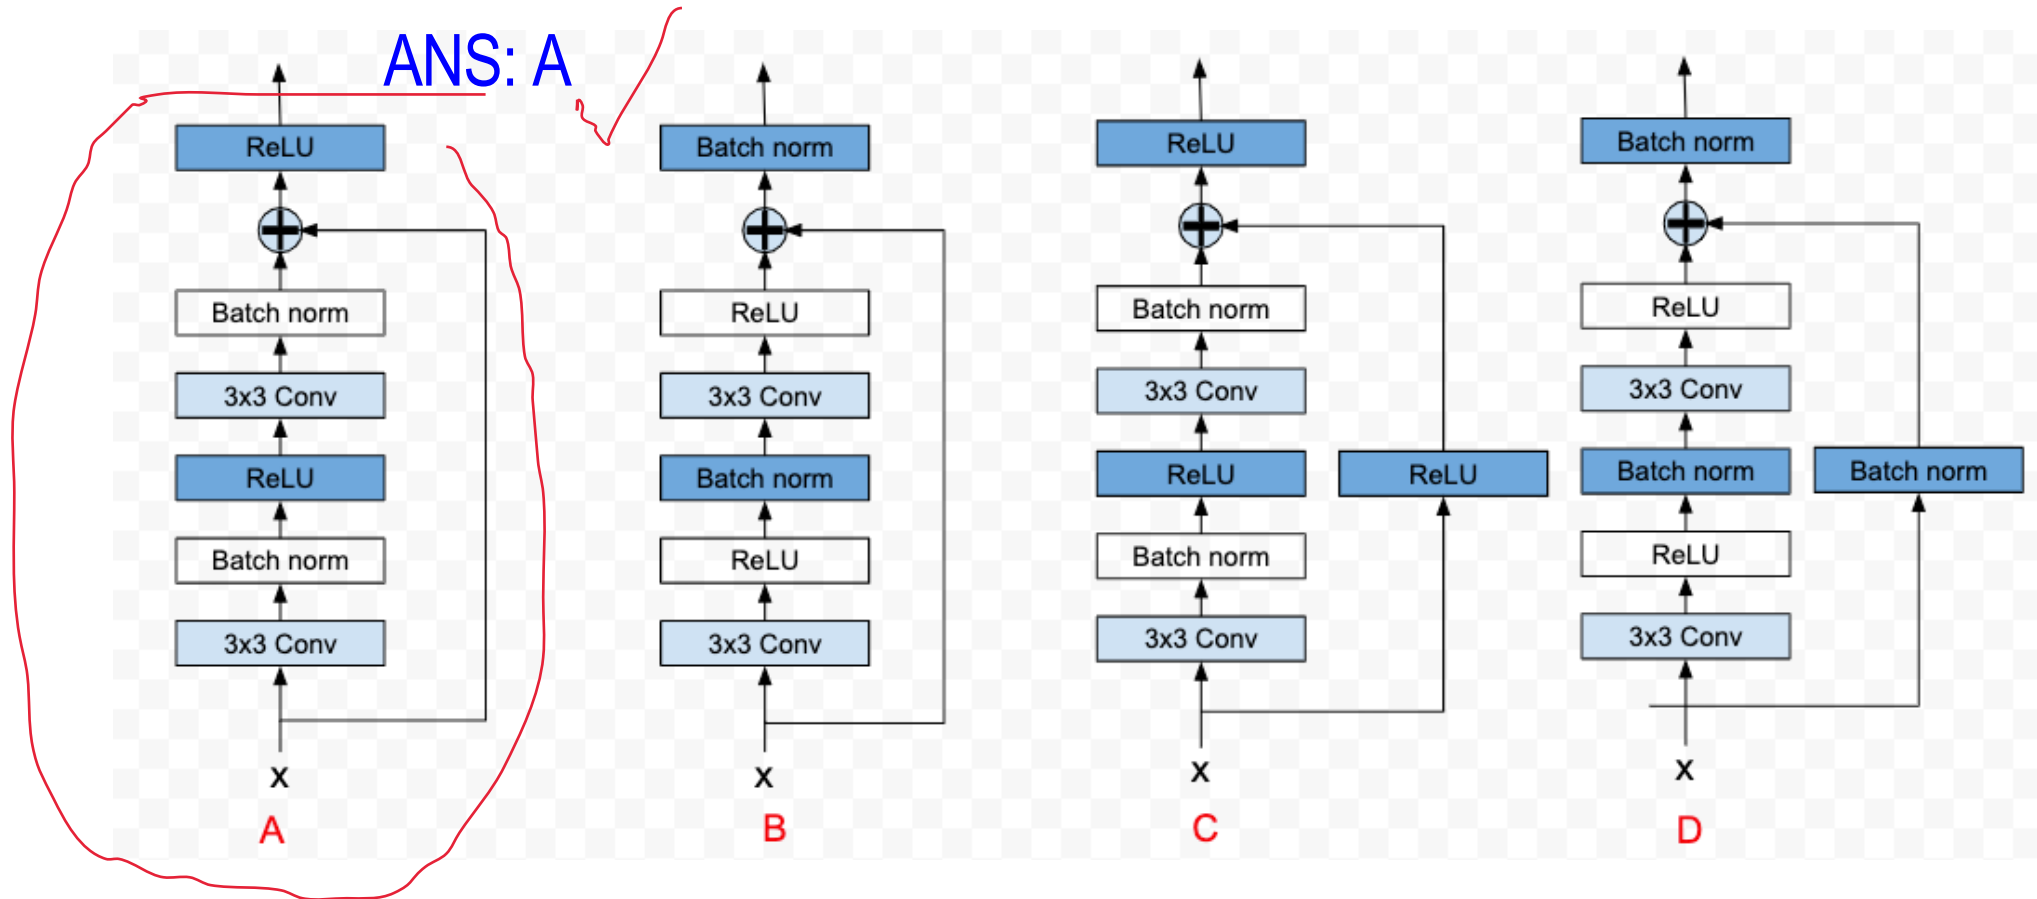 ANS: A
ReLU
Batch norm
3x3 Conv
ReLU
Batch norm
3x3 Conv
x
A
Batch norm
ReLU
3x3 Conv
Batch norm
ReLU
3x3 Conv
x
B
ReLU
Batch norm
3x3 Conv
ReLU
ReLU
Batch norm
3x3 Conv
x
C
Batch norm
ReLU
3x3 Conv
Batch norm
Batch norm
ReLU
3x3 Conv
x
D